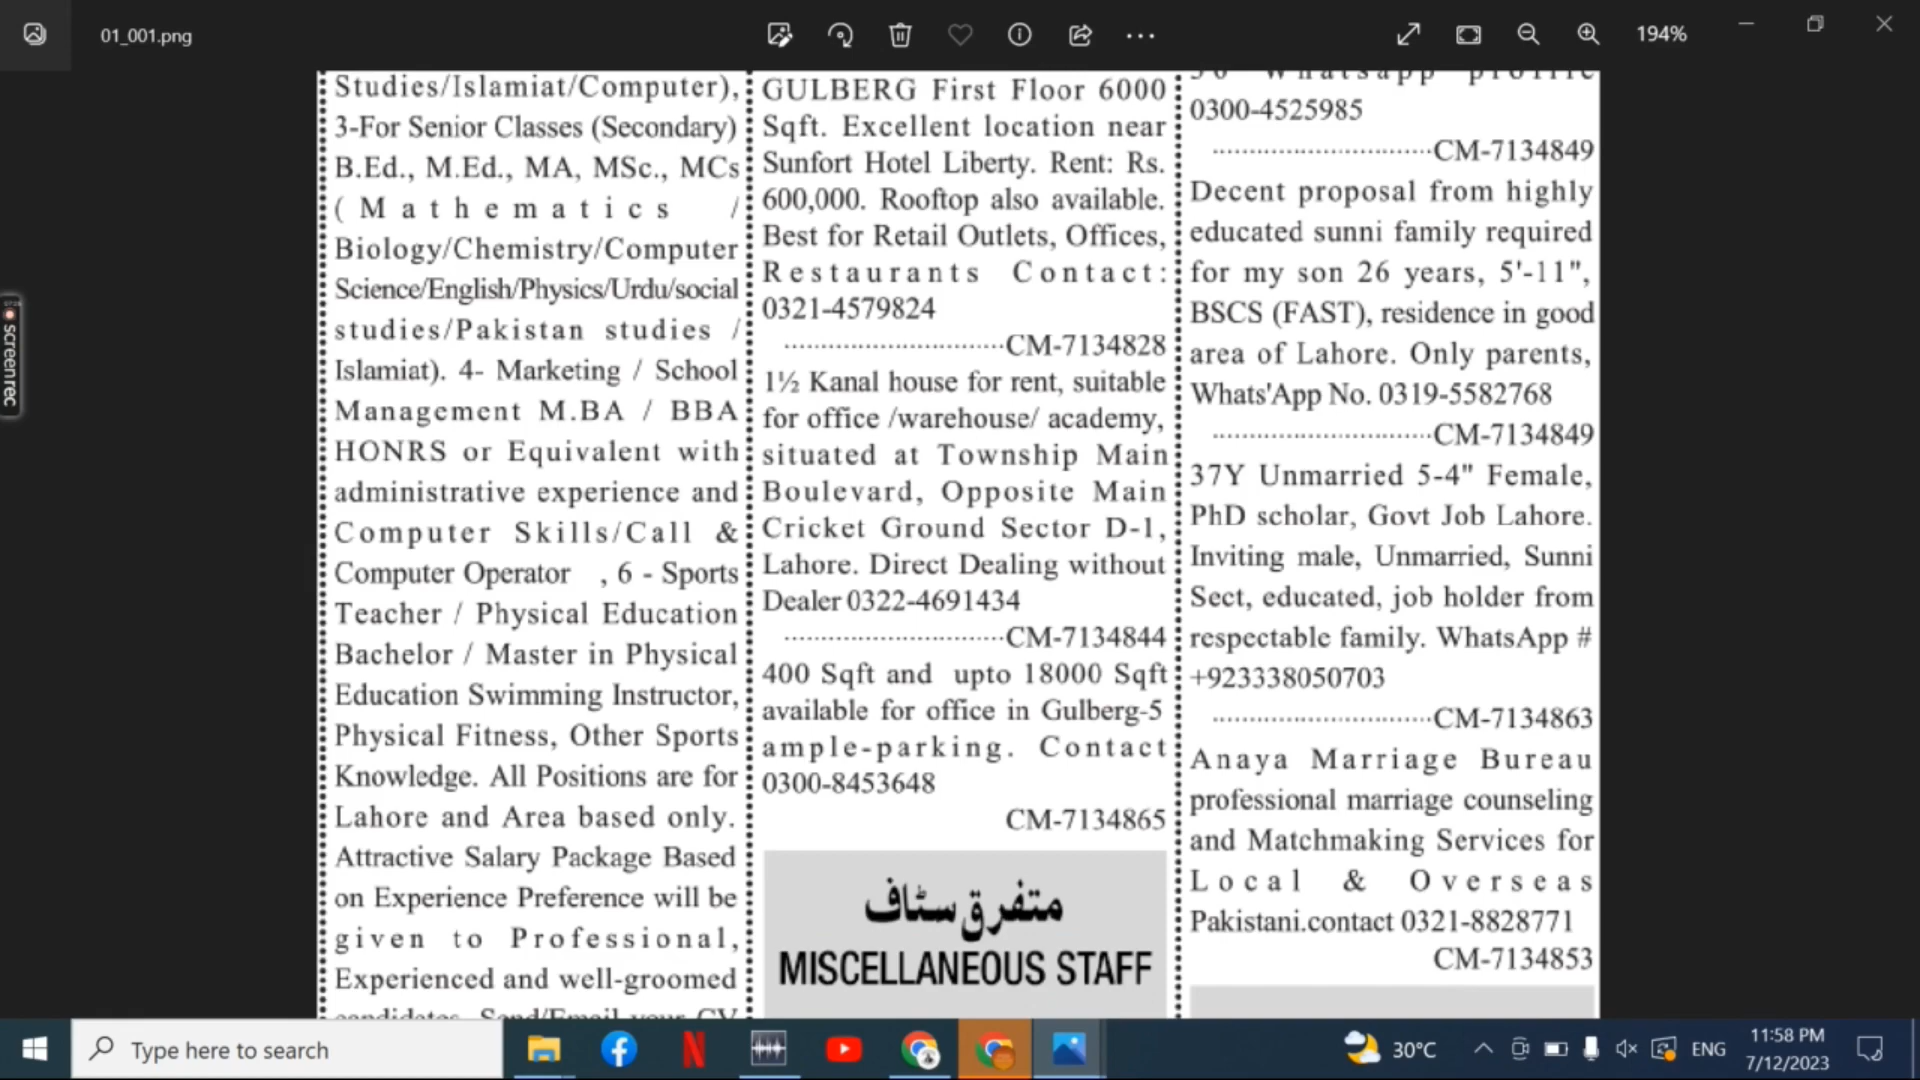 01_001.png
194%
Studies/Islamiat/Computer),
3-For Senior Classes (Secondary)
B.Ed., M.Ed., MA, MSc., MCs
(Mathematics /
Biology/Chemistry/Computer
Science/English/Physics/Urdu/social
studies/Pakistan studies /
Islamiat). 4- Marketing / School
Management M.BA / BBA
HONRS or Equivalent with
administrative experience and
Computer Skills/Call &
Computer Operator , 6 - Sports
Teacher / Physical Education
Bachelor / Master in Physical
Education Swimming Instructor,
Physical Fitness, Other Sports
Knowledge. All Positions are for
Lahore and Area based only.
Attractive Salary Package Based
on Experience Preference will be
given to Professional,
Experienced and well-groomed
candidates. Send/Email your CV
GULBERG First Floor 6000
Sqft. Excellent location near
Sunfort Hotel Liberty. Rent: Rs.
600,000. Rooftop also available.
Best for Retail Outlets, Offices,
Restaurants Contact:
0321-4579824
CM-7134828
1½ Kanal house for rent, suitable
for office /warehouse/ academy,
situated at Township Main
Boulevard, Opposite Main
Cricket Ground Sector D-1,
Lahore. Direct Dealing without
Dealer 0322-4691434
CM-7134844
400 Sqft and upto 18000 Sqft
available for office in Gulberg-5
ample-parking. Contact
0300-8453648
CM-7134865
متفرق سٹاف
MISCELLANEOUS STAFF
Whatsapp profile
0300-4525985
CM-7134849
Decent proposal from highly
educated sunni family required
for my son 26 years, 5'-11",
BSCS (FAST), residence in good
area of Lahore. Only parents,
Whats'App No. 0319-5582768
CM-7134849
37Y Unmarried 5-4" Female,
PhD scholar, Govt Job Lahore.
Inviting male, Unmarried, Sunni
Sect, educated, job holder from
respectable family. WhatsApp #
+923338050703
CM-7134863
Anaya Marriage Bureau
professional marriage counseling
and Matchmaking Services for
Local & Overseas
Pakistani.contact 0321-8828771
CM-7134853
screenrec
Type here to search
30°C
ENG
11:58 PM
7/12/2023